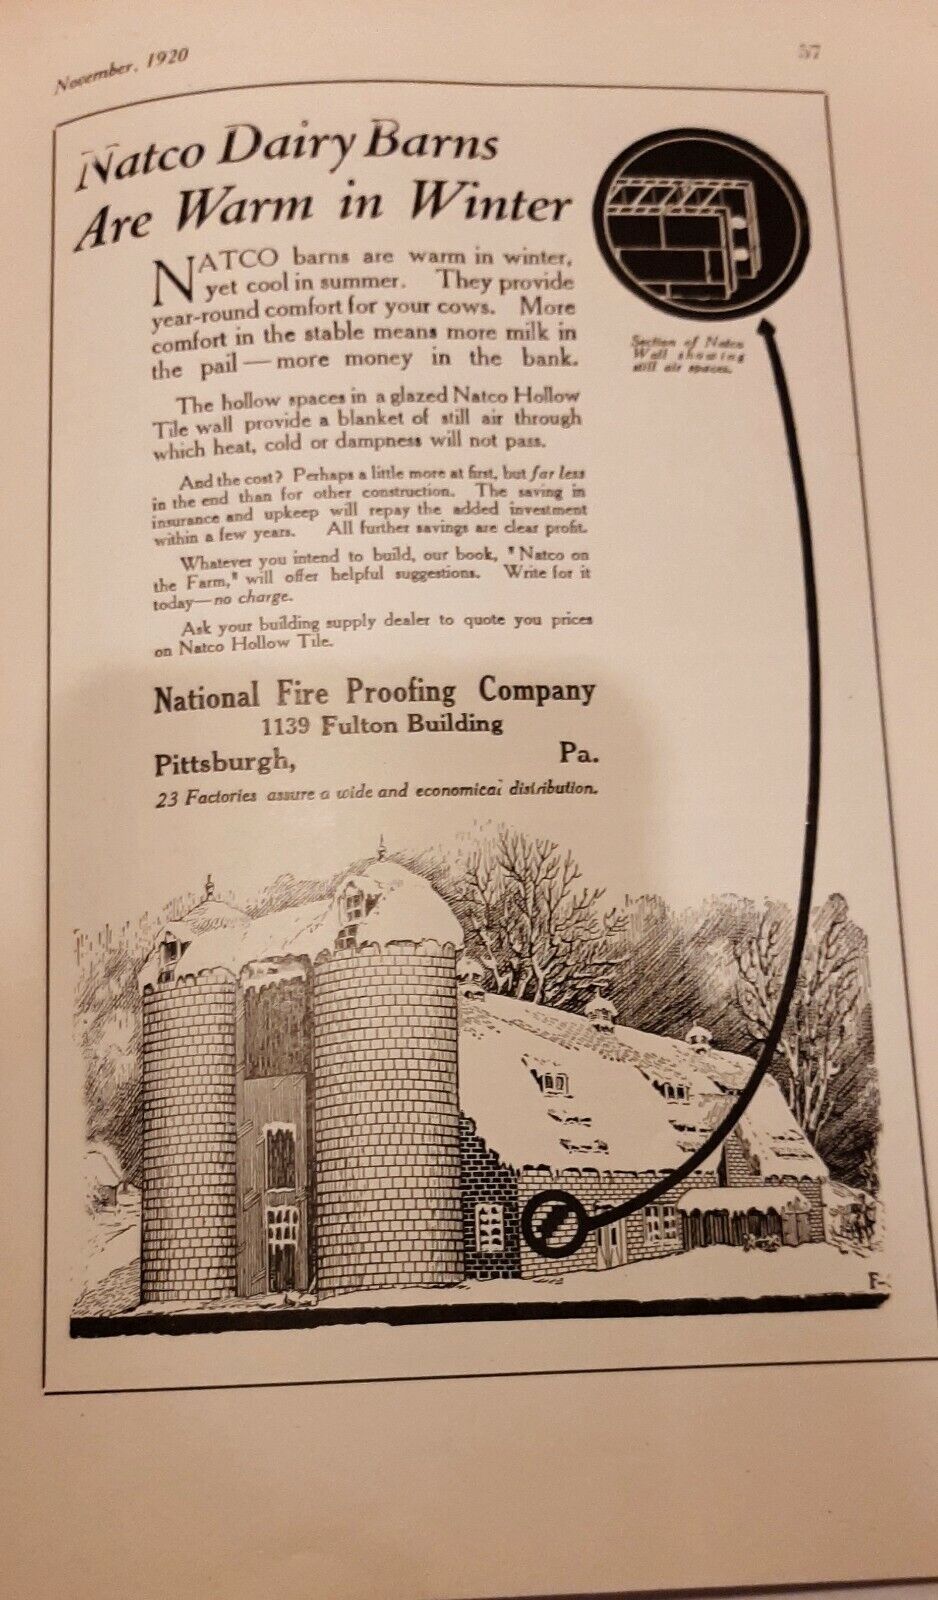 November, 1920
57
Natco Dairy Barns
Are Warm in Winter
NATCO barns are warm in winter,
yet cool in summer. They provide
year-round comfort for your cows. More
comfort in the stable means more milk in
the pail — more money in the bank.
The hollow spaces in a glazed Natco Hollow
Tile wall provide a blanket of still air through
which heat, cold or dampness will not pass.
And the cost? Perhaps a little more at first, but far less
in the end than for other construction. The saving in
insurance and upkeep will repay the added investment
within a few years. All further savings are clear profit.
Whatever you intend to build, our book, "Natco on
the Farm," will offer helpful suggestions. Write for it
today—no charge.
Ask your building supply dealer to quote you prices
on Natco Hollow Tile.
National Fire Proofing Company
1139 Fulton Building
Pittsburgh, Pa.
23 Factories assure a wide and economical distribution.
Section of Natco
Wall showing
still air spaces.